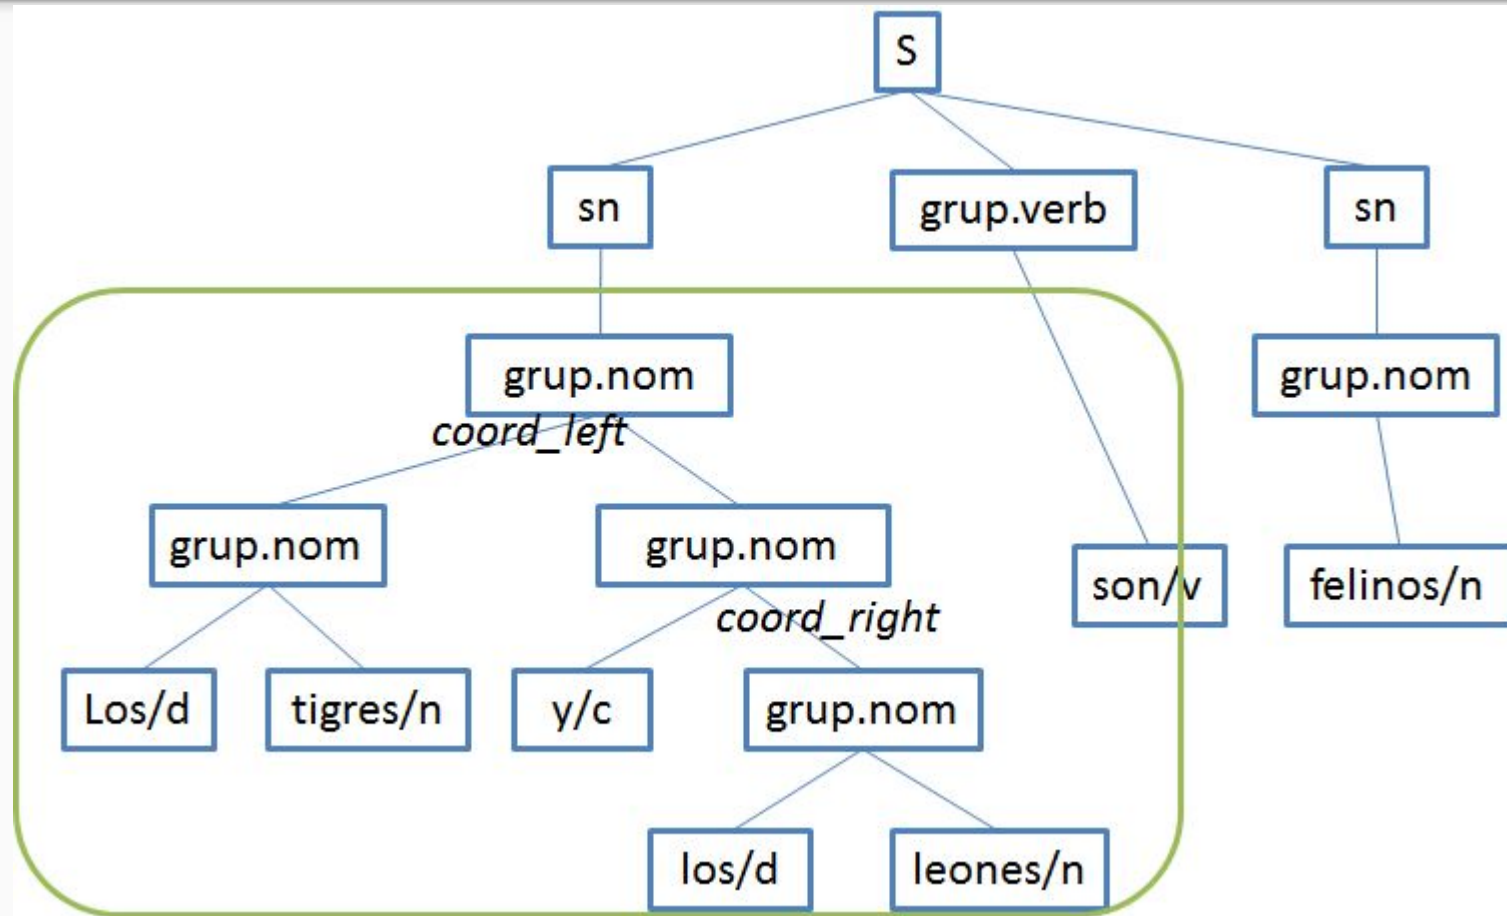 S
sn grup.verb sn
grup.nom grup.nom
coord_left
grup.nom grup.nom son/v felinos/n
coord_right
Los/d tigres/n y/c grup.nom
los/d leones/n